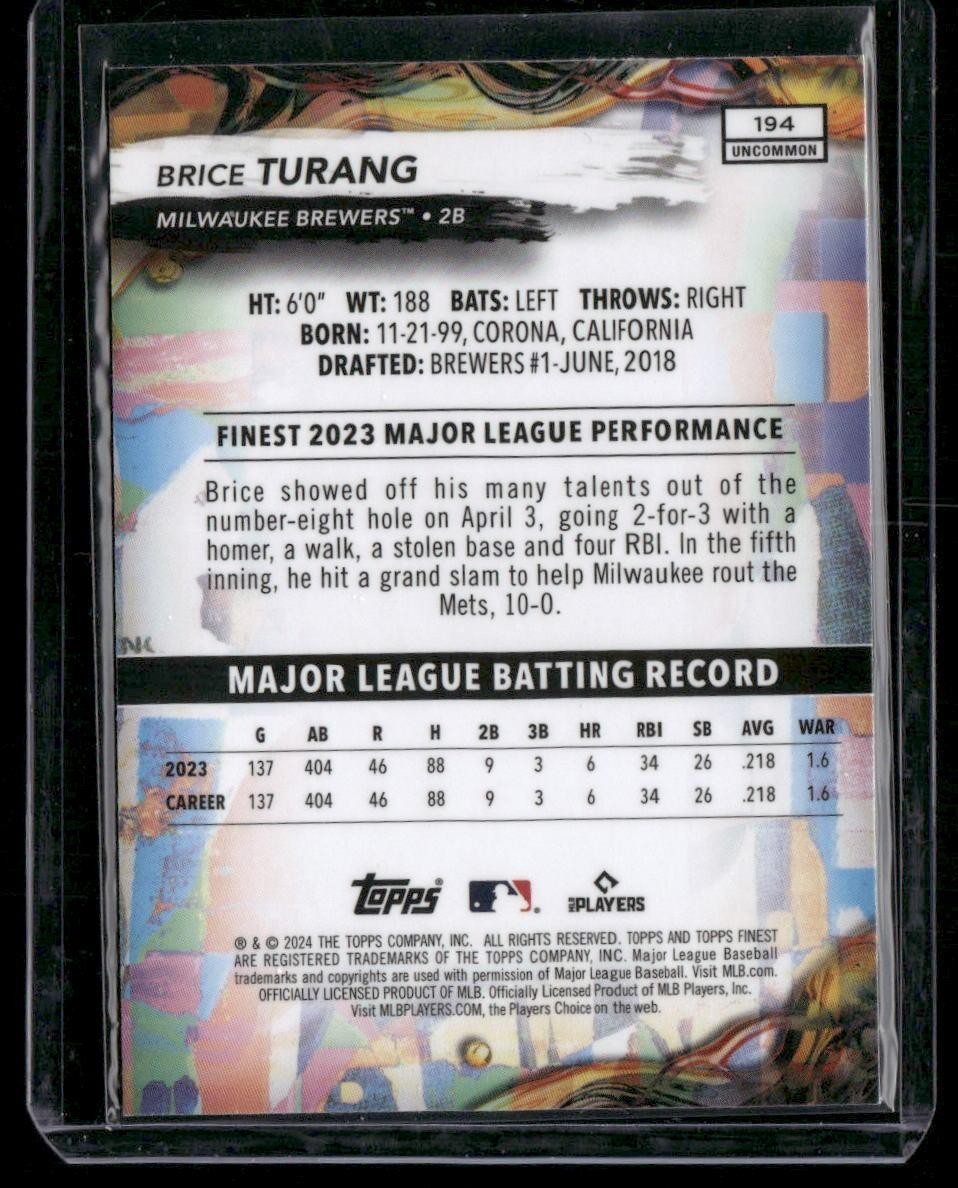 194
UNCOMMON
BRICE TURANG
MILWAUKEE BREWERS™ • 2B
HT: 6'0" WT: 188 BATS: LEFT THROWS: RIGHT
BORN: 11-21-99, CORONA, CALIFORNIA
DRAFTED: BREWERS #1-JUNE, 2018
FINEST 2023 MAJOR LEAGUE PERFORMANCE
Brice showed off his many talents out of the
number-eight hole on April 3, going 2-for-3 with a
homer, a walk, a stolen base and four RBI. In the fifth
inning, he hit a grand slam to help Milwaukee rout the
Mets, 10-0.
NK
MAJOR LEAGUE BATTING RECORD
G AB R H 2B 3B HR RBI SB AVG WAR
2023 137 404 46 88 9 3 6 34 26 .218 1.6
CAREER 137 404 46 88 9 3 6 34 26 .218 1.6
Topps® MLB PLAYERS
® & © 2024 THE TOPPS COMPANY, INC. ALL RIGHTS RESERVED. TOPPS AND TOPPS FINEST
ARE REGISTERED TRADEMARKS OF THE TOPPS COMPANY, INC. Major League Baseball
trademarks and copyrights are used with permission of Major League Baseball. Visit MLB.com.
OFFICIALLY LICENSED PRODUCT OF MLB. Officially Licensed Product of MLB Players, Inc.
Visit MLBPLAYERS.COM, the Players Choice on the web.